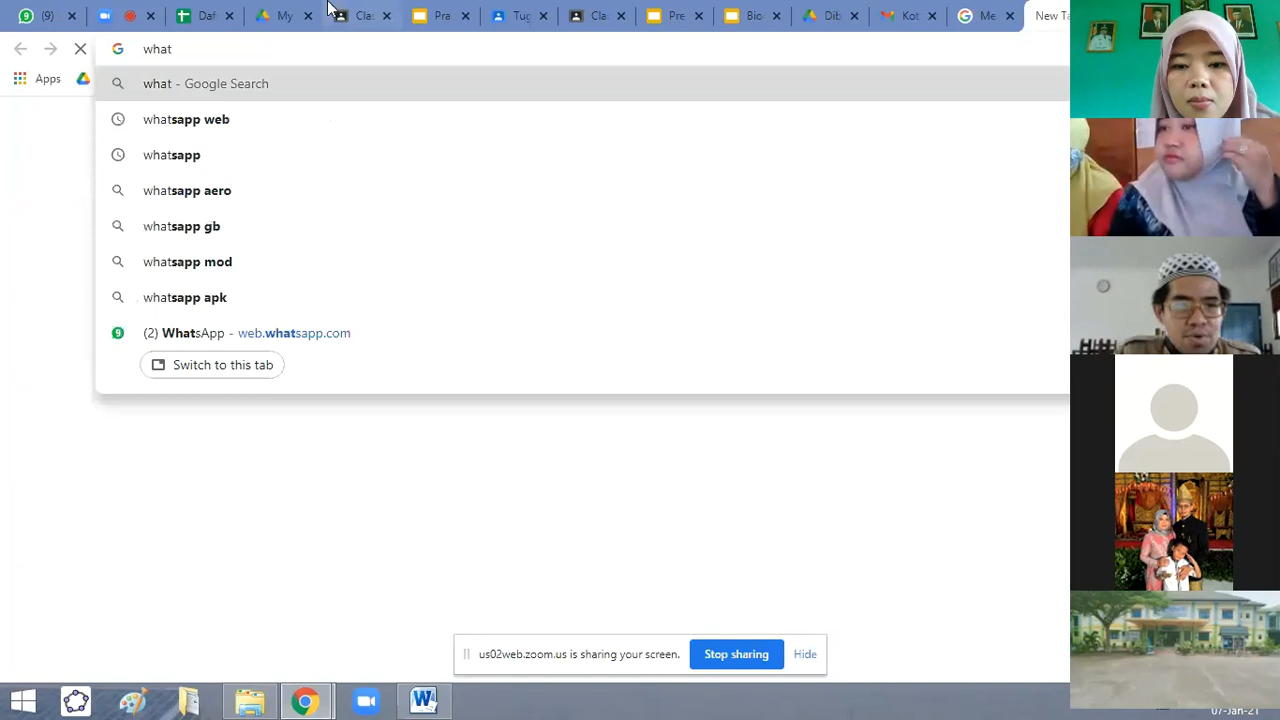 (9)
My
Cla
Pra
Tug
Cla
Pre
Bio
Dib
Kot
Me
New Ta
what
Apps
what - Google Search
whatsapp web
whatsapp
whatsapp aero
whatsapp gb
whatsapp mod
whatsapp apk
(2) WhatsApp - web.whatsapp.com
Switch to this tab
us02web.zoom.us is sharing your screen. Stop sharing Hide
07-Jan-21